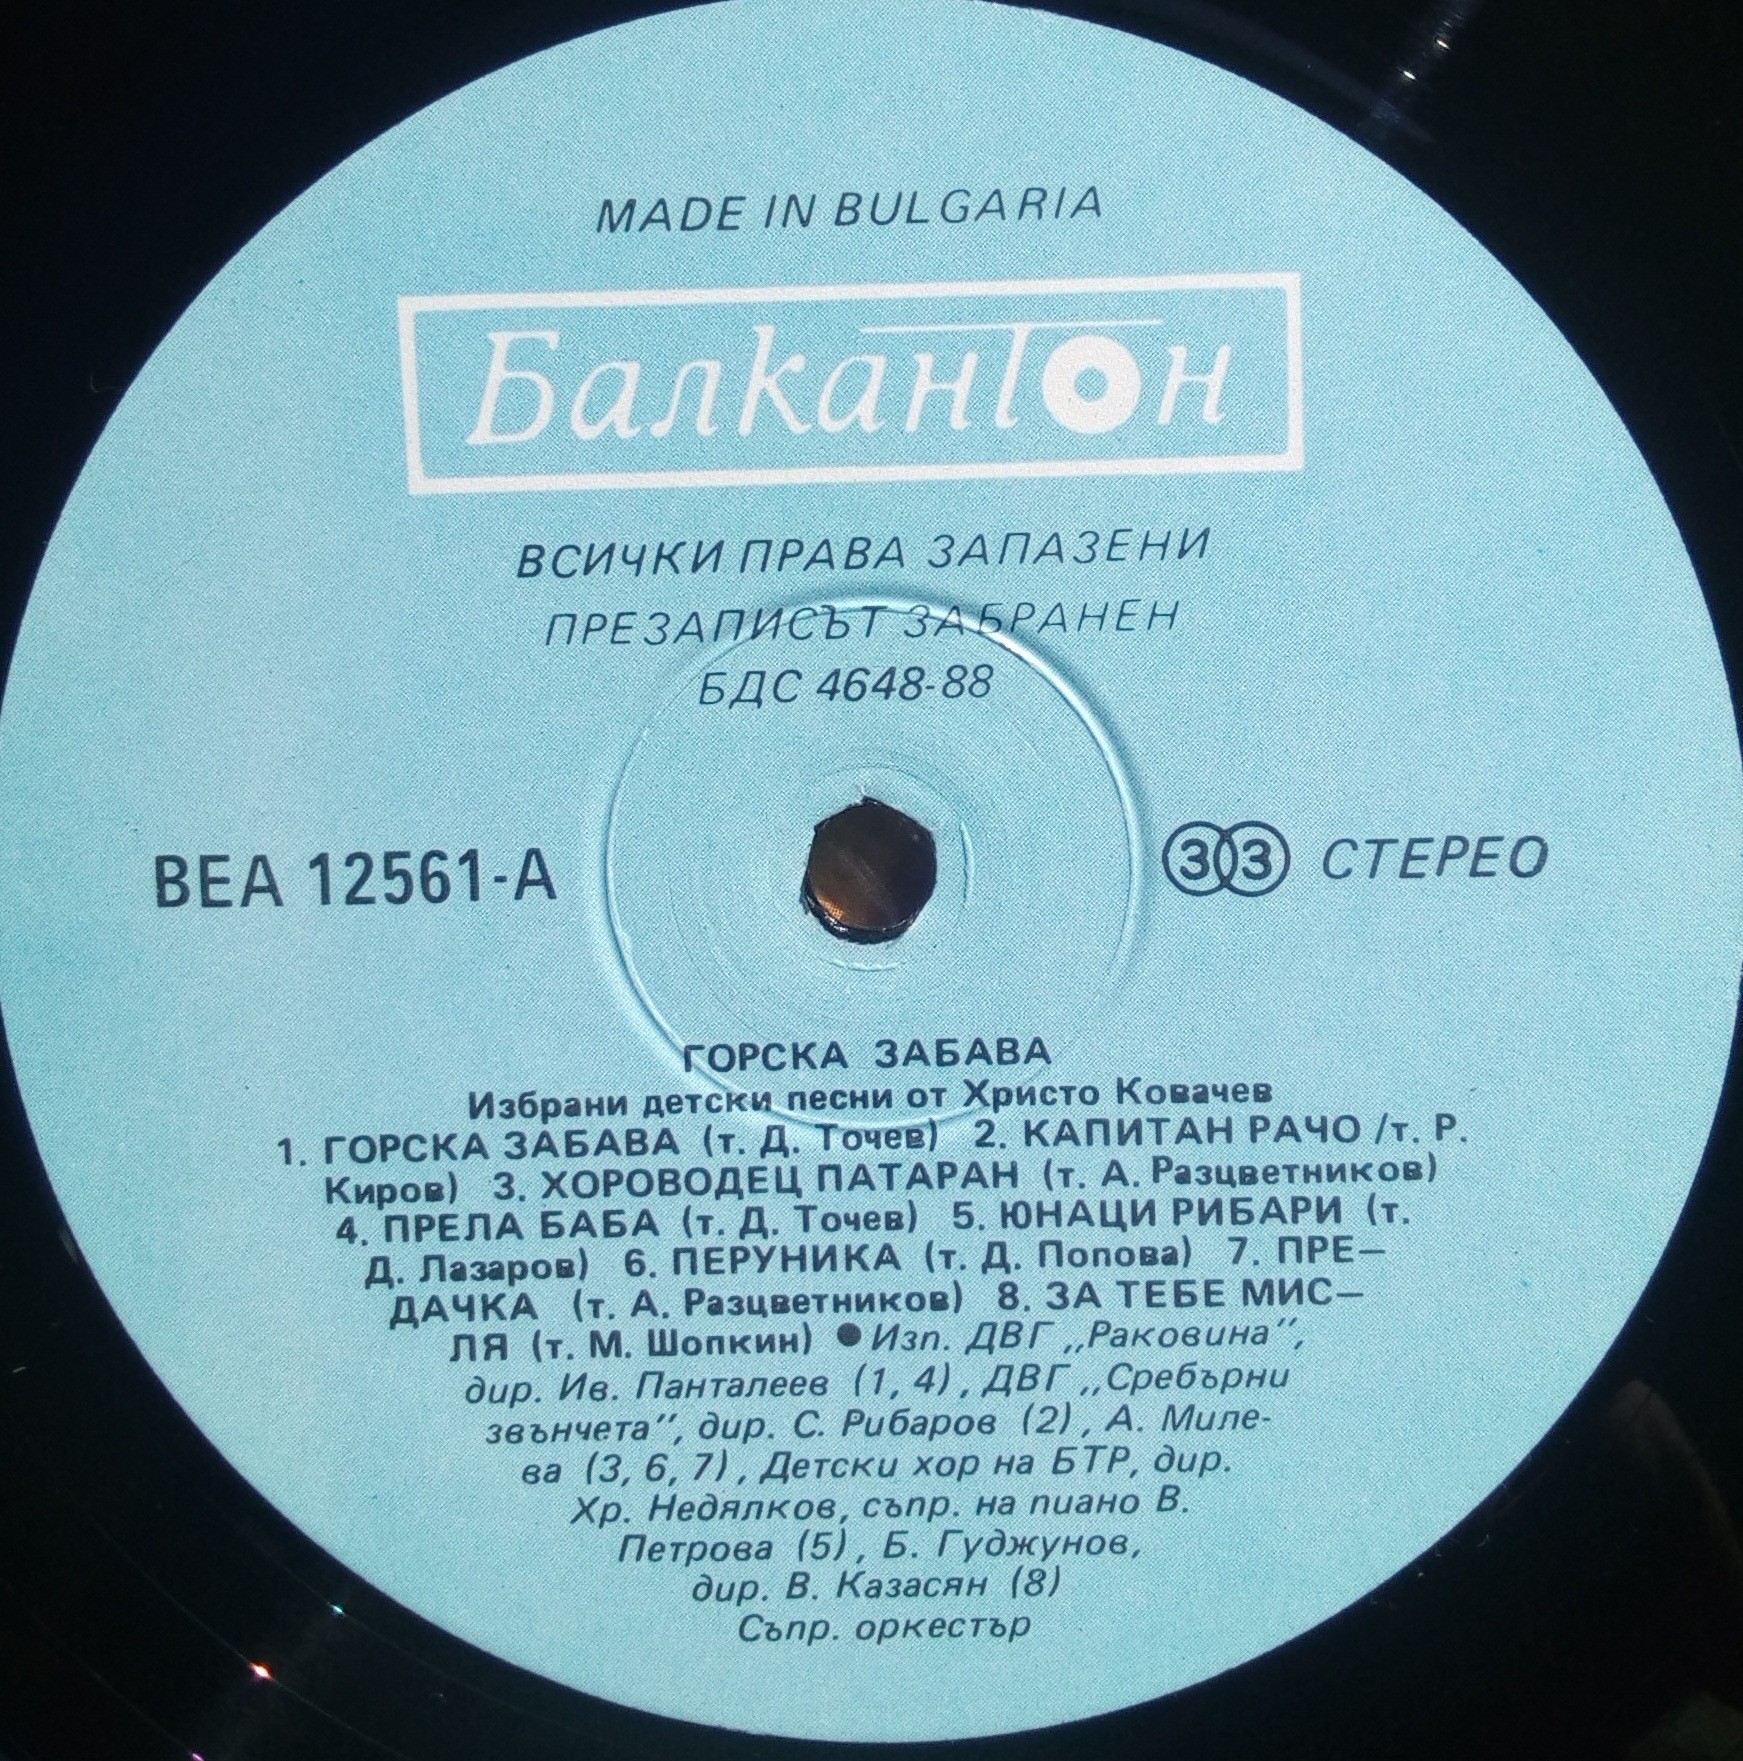 MADE IN BULGARIA
Балкантон
ВСИЧКИ ПРАВА ЗАПАЗЕНИ
ПРЕЗАПИСЪТ ЗАБРАНЕН
БДС 4648-88
ВЕА 12561-А
33 СТЕРЕО
ГОРСКА ЗАБАВА
Избрани детски песни от Христо Ковачев
1. ГОРСКА ЗАБАВА (т. Д. Точев) 2. КАПИТАН РАЧО /т. Р.
Киров) 3. ХОРОВОДЕЦ ПАТАРАН (т. А. Разцветников)
4. ПРЕЛА БАБА (т. Д. Точев) 5. ЮНАЦИ РИБАРИ (т.
Д. Лазаров) 6. ПЕРУНИКА (т. Д. Попова) 7. ПРЕ—
ДАЧКА (т. А. Разцветников) 8. ЗА ТЕБЕ МИС—
ЛЯ (т. М. Шопкин) ● Изп. ДВГ „Раковина",
дир. Ив. Панталеев (1, 4), ДВГ „Сребърни
звънчета", дир. С. Рибаров (2), А. Миле-
ва (3, 6, 7), Детски хор на БТР, дир.
Хр. Недялков, съпр. на пиано В.
Петрова (5), Б. Гуджунов,
дир. В. Казасян (8)
Съпр. оркестър